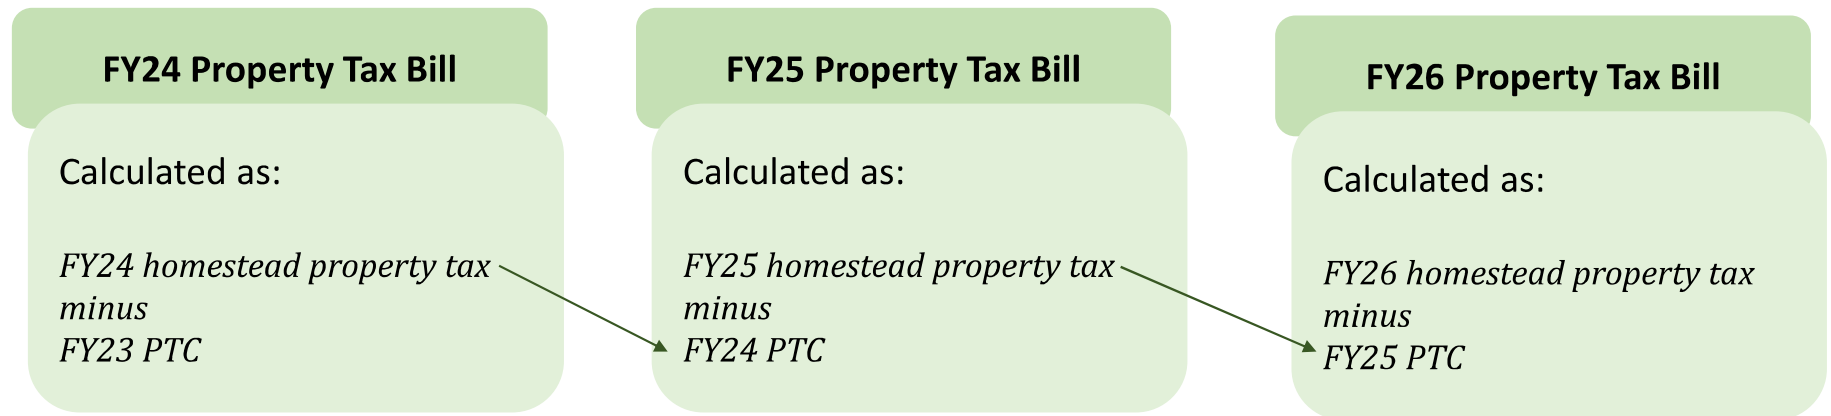 FY24 Property Tax Bill
Calculated as:
FY24 homestead property tax
minus
FY23 PTC
FY25 Property Tax Bill
Calculated as:
FY25 homestead property tax
minus
FY24 PTC
FY26 Property Tax Bill
Calculated as:
FY26 homestead property tax
minus
FY25 PTC